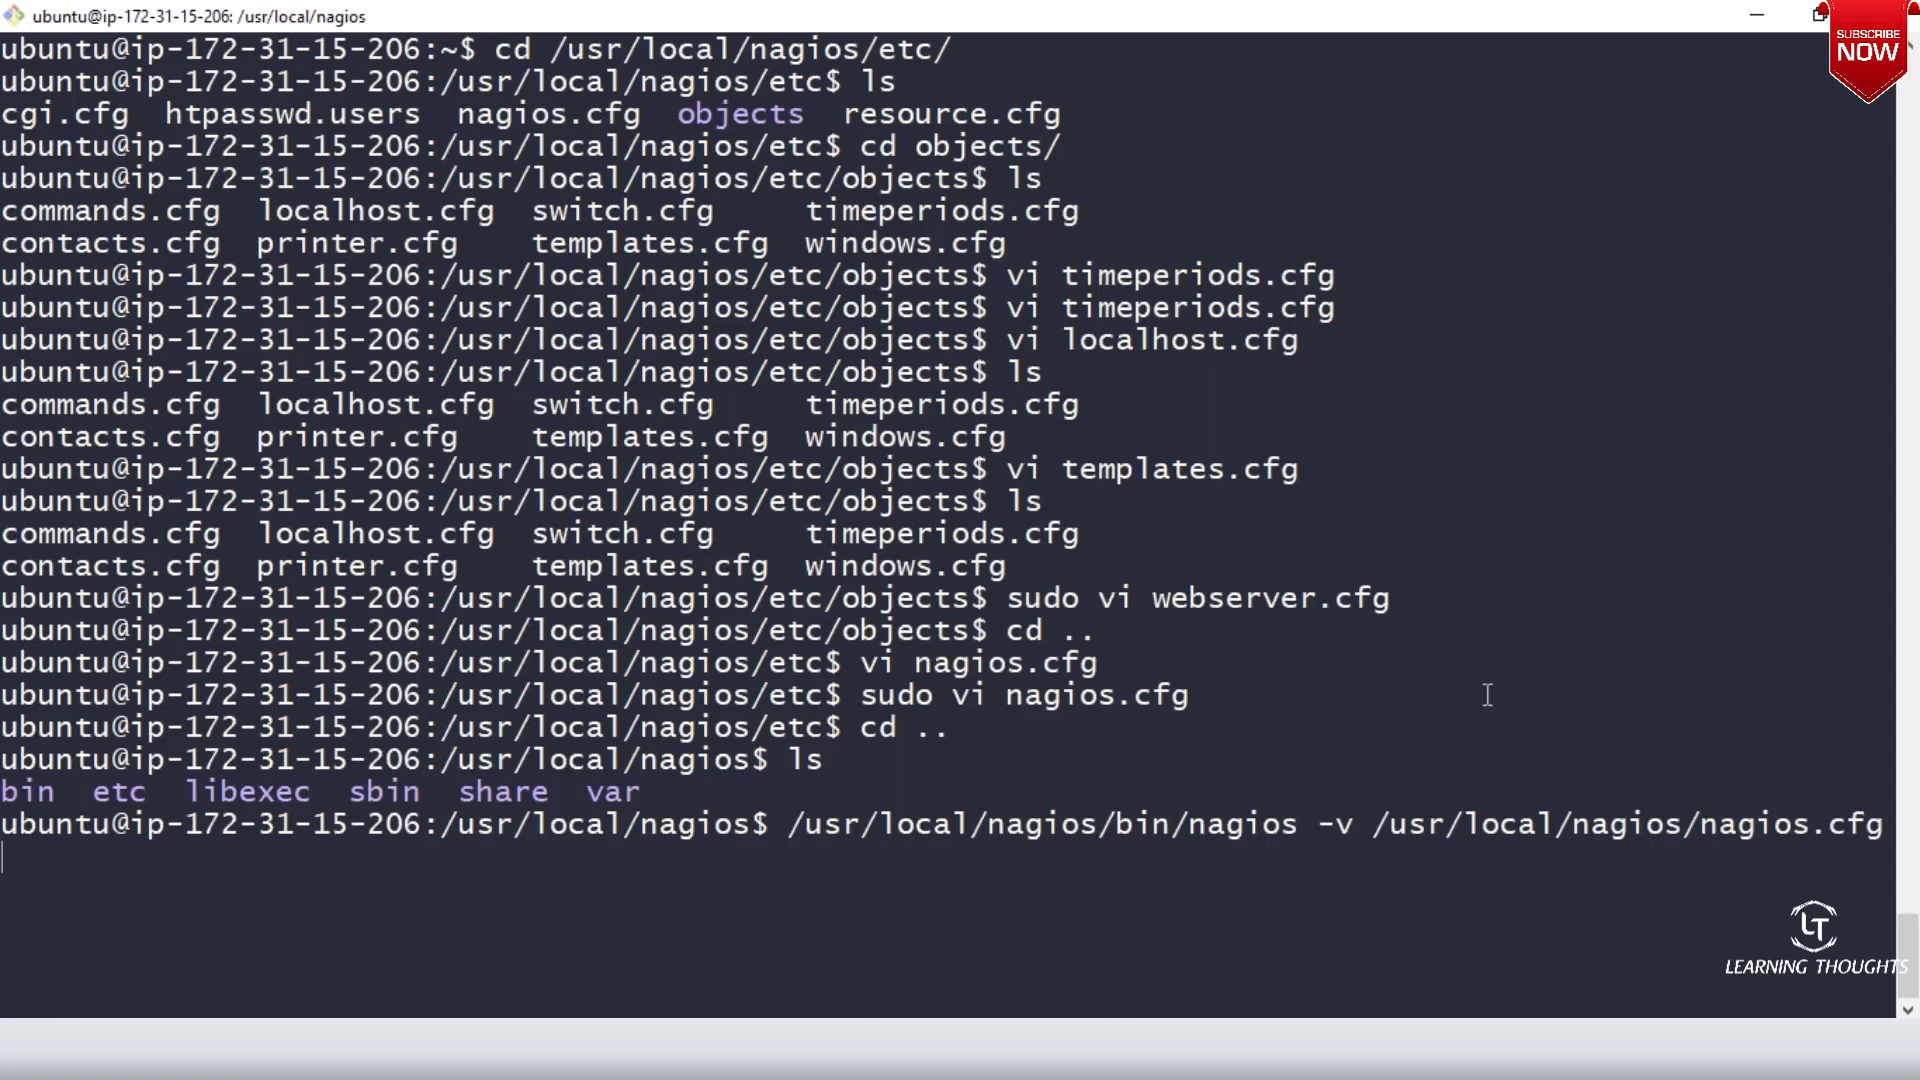 ubuntu@ip-172-31-15-206: /usr/local/nagios
SUBSCRIBE
NOW
ubuntu@ip-172-31-15-206:~$ cd /usr/local/nagios/etc/
ubuntu@ip-172-31-15-206:/usr/local/nagios/etc$ ls
cgi.cfg  htpasswd.users  nagios.cfg  objects  resource.cfg
ubuntu@ip-172-31-15-206:/usr/local/nagios/etc$ cd objects/
ubuntu@ip-172-31-15-206:/usr/local/nagios/etc/objects$ ls
commands.cfg  localhost.cfg  switch.cfg     timeperiods.cfg
contacts.cfg  printer.cfg    templates.cfg  windows.cfg
ubuntu@ip-172-31-15-206:/usr/local/nagios/etc/objects$ vi timeperiods.cfg
ubuntu@ip-172-31-15-206:/usr/local/nagios/etc/objects$ vi timeperiods.cfg
ubuntu@ip-172-31-15-206:/usr/local/nagios/etc/objects$ vi localhost.cfg
ubuntu@ip-172-31-15-206:/usr/local/nagios/etc/objects$ ls
commands.cfg  localhost.cfg  switch.cfg     timeperiods.cfg
contacts.cfg  printer.cfg    templates.cfg  windows.cfg
ubuntu@ip-172-31-15-206:/usr/local/nagios/etc/objects$ vi templates.cfg
ubuntu@ip-172-31-15-206:/usr/local/nagios/etc/objects$ ls
commands.cfg  localhost.cfg  switch.cfg     timeperiods.cfg
contacts.cfg  printer.cfg    templates.cfg  windows.cfg
ubuntu@ip-172-31-15-206:/usr/local/nagios/etc/objects$ sudo vi webserver.cfg
ubuntu@ip-172-31-15-206:/usr/local/nagios/etc/objects$ cd ..
ubuntu@ip-172-31-15-206:/usr/local/nagios/etc$ vi nagios.cfg
ubuntu@ip-172-31-15-206:/usr/local/nagios/etc$ sudo vi nagios.cfg
ubuntu@ip-172-31-15-206:/usr/local/nagios/etc$ cd ..
ubuntu@ip-172-31-15-206:/usr/local/nagios$ ls
bin  etc  libexec  sbin  share  var
ubuntu@ip-172-31-15-206:/usr/local/nagios$ /usr/local/nagios/bin/nagios -v /usr/local/nagios/nagios.cfg
LT
LEARNING THOUGHTS